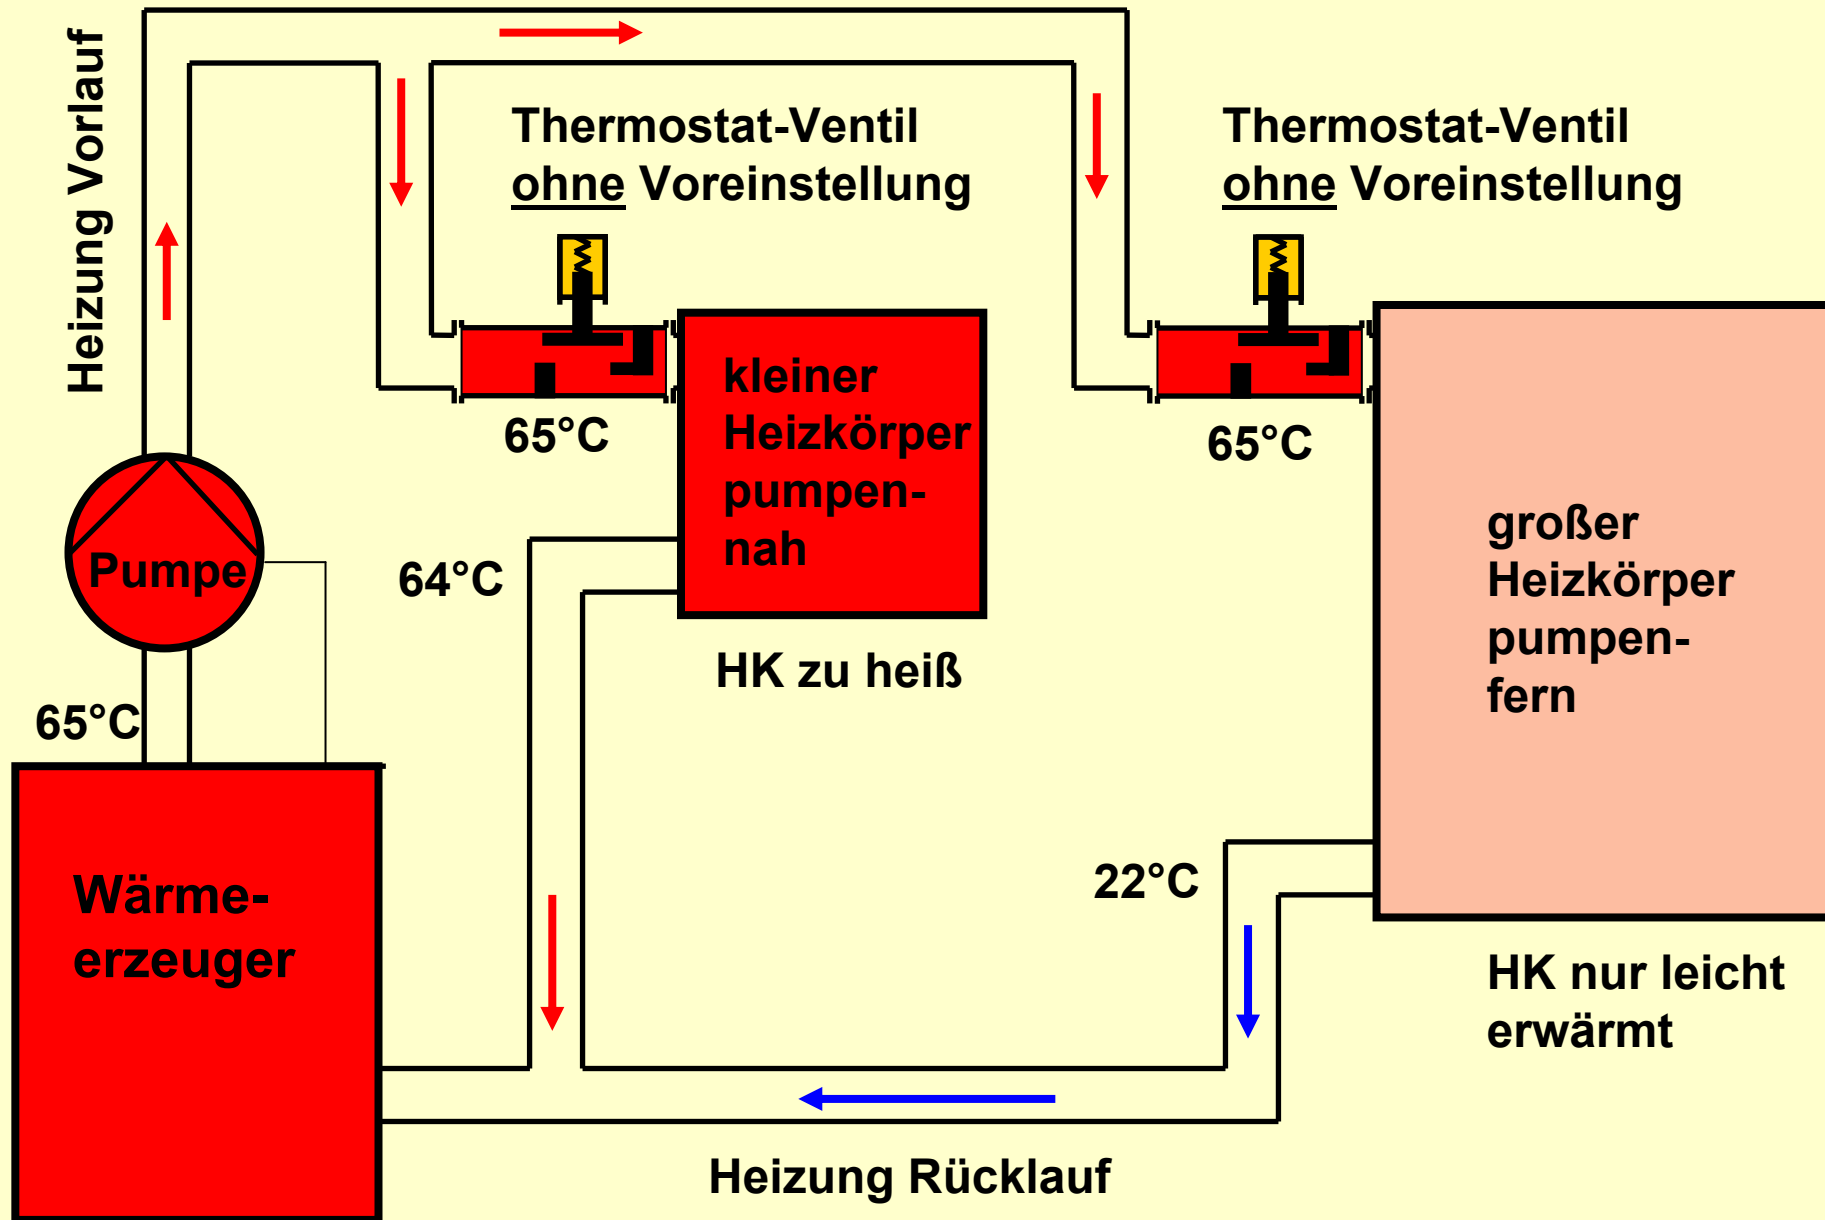 Heizung Vorlauf
Thermostat-Ventil
ohne Voreinstellung
Thermostat-Ventil
ohne Voreinstellung
65°C
kleiner
Heizkörper
pumpen-
nah
65°C
Pumpe
64°C
HK zu heiß
großer
Heizkörper
pumpen-
fern
65°C
Wärme-
erzeuger
22°C
HK nur leicht
erwärmt
Heizung Rücklauf